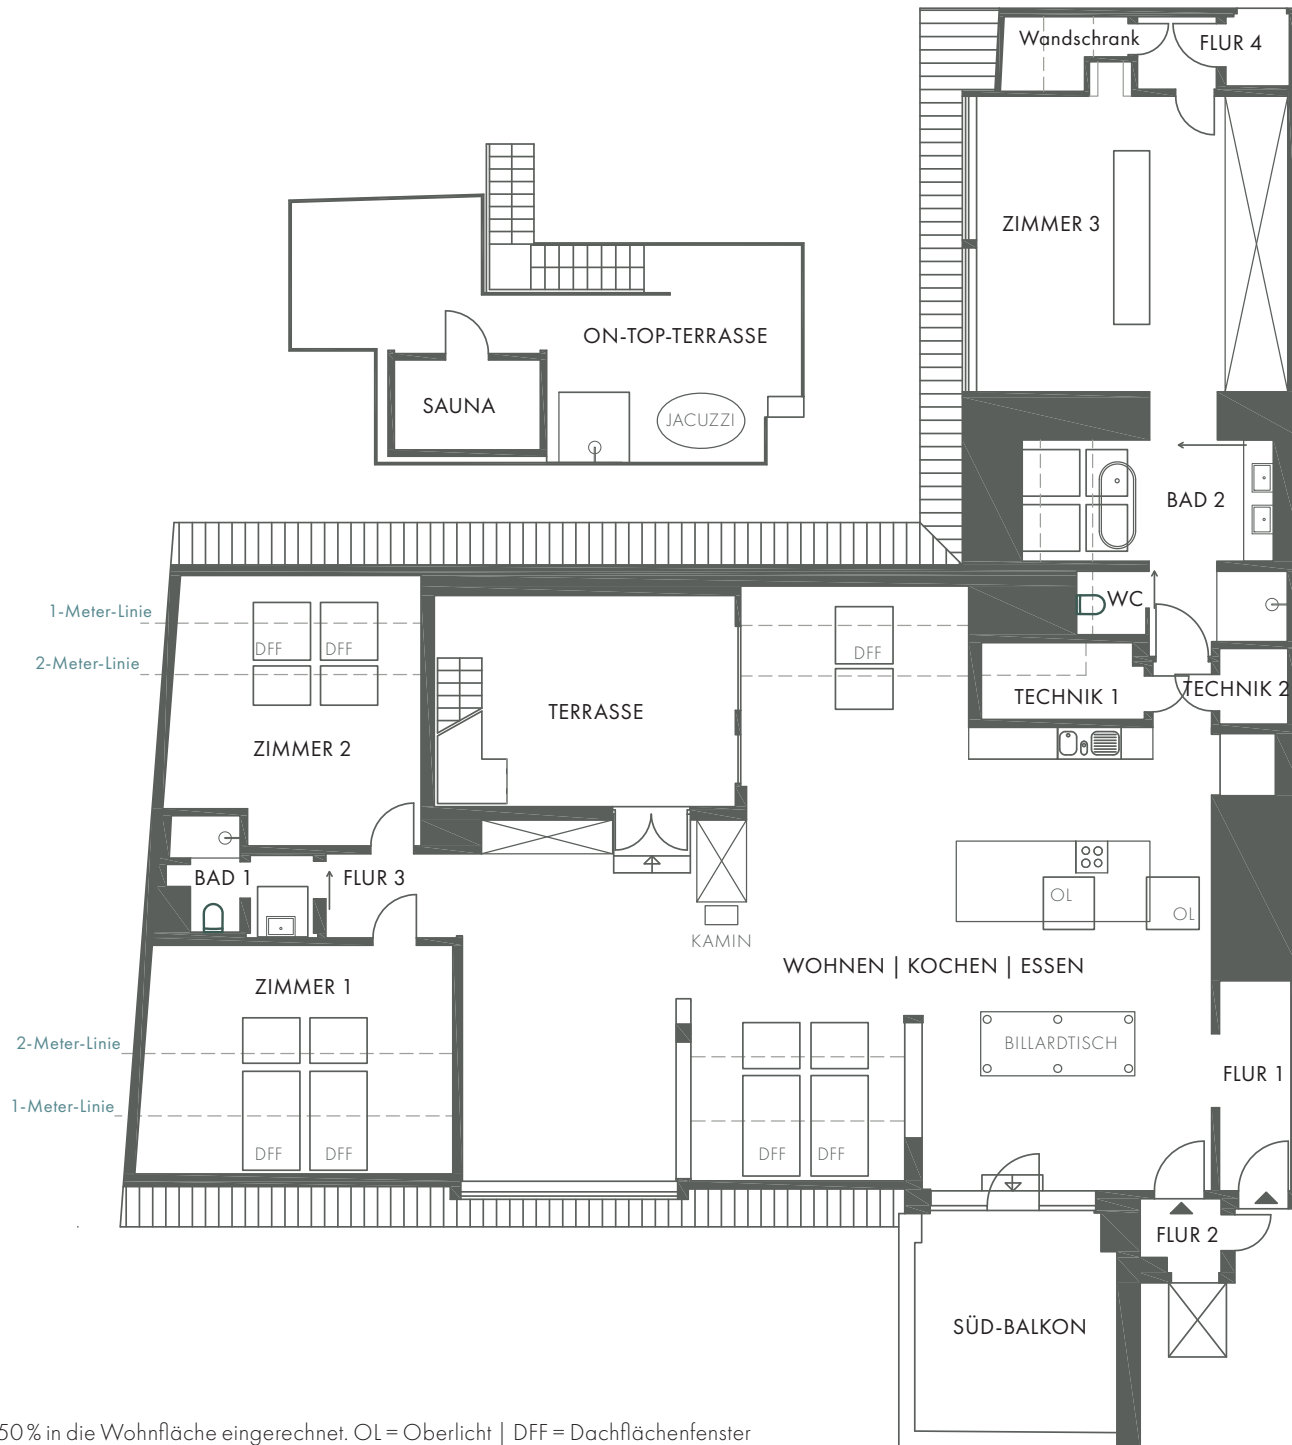 Wandschrank
FLUR 4
ZIMMER 3
ON-TOP-TERRASSE
SAUNA
JACUZZI
BAD 2
1-Meter-Linie
WC
2-Meter-Linie
DFF
DFF
DFF
TECHNIK 1
TECHNIK 2
TERRASSE
ZIMMER 2
BAD 1
FLUR 3
OL
OL
KAMIN
WOHNEN | KOCHEN | ESSEN
ZIMMER 1
2-Meter-Linie
BILLARDTISCH
FLUR 1
1-Meter-Linie
DFF
DFF
DFF
DFF
FLUR 2
SÜD-BALKON
50 % in die Wohnfläche eingerechnet. OL = Oberlicht | DFF = Dachflächenfenster